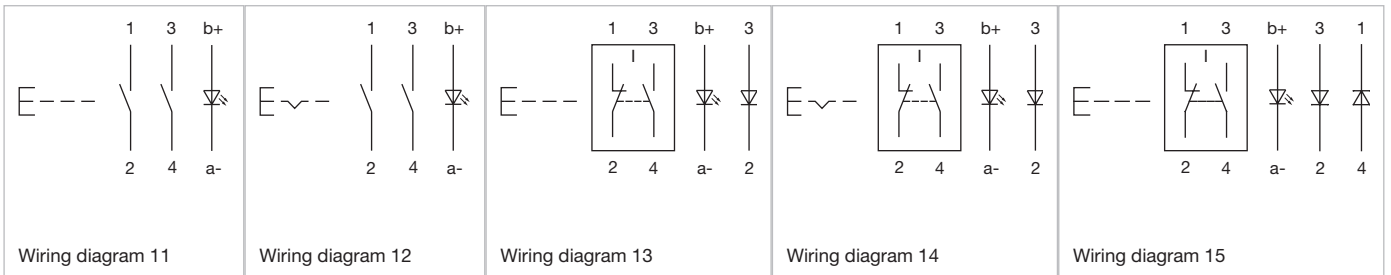 1 3 b+
2 4 a-
Wiring diagram 11
1 3 b+
2 4 a-
Wiring diagram 12
1 3 b+ 3
I
2 4 a- 2
Wiring diagram 13
1 3 b+ 3
I
2 4 a- 2
Wiring diagram 14
1 3 b+ 3 1
I
2 4 a- 2 4
Wiring diagram 15